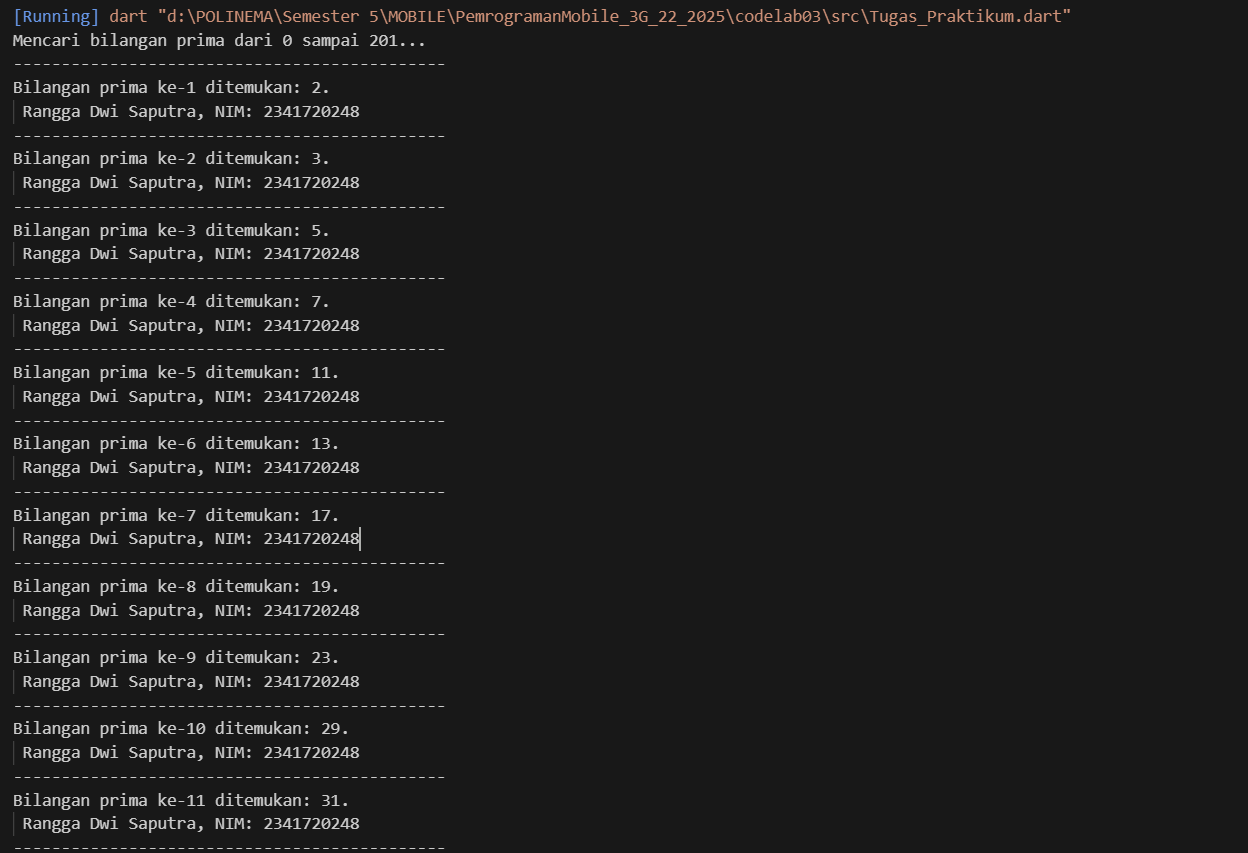 [Running] dart "d:\POLINEMA\Semester 5\MOBILE\PemrogramanMobile_3G_22_2025\codelab03\src\Tugas_Praktikum.dart"
Mencari bilangan prima dari 0 sampai 201...
---------------------------------------------
Bilangan prima ke-1 ditemukan: 2.
 Rangga Dwi Saputra, NIM: 2341720248
---------------------------------------------
Bilangan prima ke-2 ditemukan: 3.
 Rangga Dwi Saputra, NIM: 2341720248
---------------------------------------------
Bilangan prima ke-3 ditemukan: 5.
 Rangga Dwi Saputra, NIM: 2341720248
---------------------------------------------
Bilangan prima ke-4 ditemukan: 7.
 Rangga Dwi Saputra, NIM: 2341720248
---------------------------------------------
Bilangan prima ke-5 ditemukan: 11.
 Rangga Dwi Saputra, NIM: 2341720248
---------------------------------------------
Bilangan prima ke-6 ditemukan: 13.
 Rangga Dwi Saputra, NIM: 2341720248
---------------------------------------------
Bilangan prima ke-7 ditemukan: 17.
 Rangga Dwi Saputra, NIM: 2341720248
---------------------------------------------
Bilangan prima ke-8 ditemukan: 19.
 Rangga Dwi Saputra, NIM: 2341720248
---------------------------------------------
Bilangan prima ke-9 ditemukan: 23.
 Rangga Dwi Saputra, NIM: 2341720248
---------------------------------------------
Bilangan prima ke-10 ditemukan: 29.
 Rangga Dwi Saputra, NIM: 2341720248
---------------------------------------------
Bilangan prima ke-11 ditemukan: 31.
 Rangga Dwi Saputra, NIM: 2341720248
---------------------------------------------